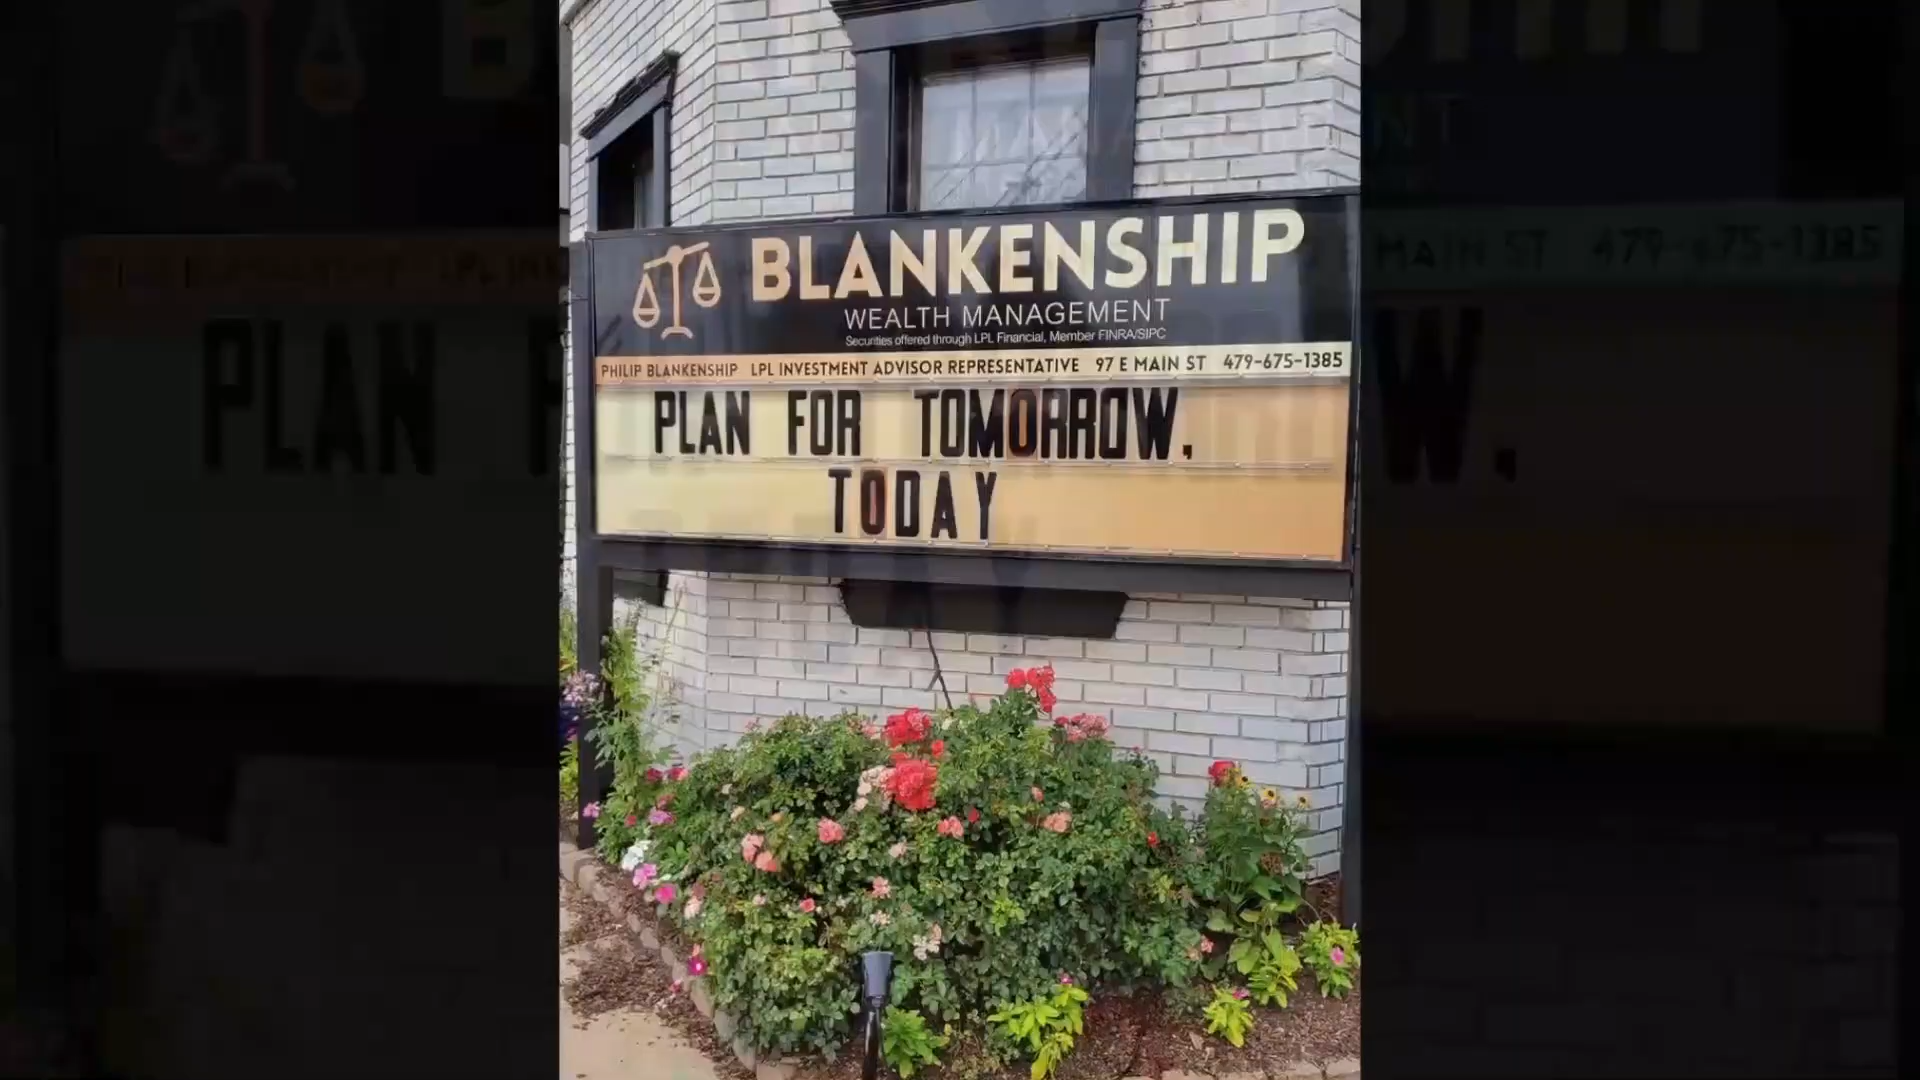 BLANKENSHIP
WEALTH MANAGEMENT
Securities offered through LPL Financial, Member FINRA/SIPC
PHILIP BLANKENSHIP LPL INVESTMENT ADVISOR REPRESENTATIVE 97 E MAIN ST 479-675-1385
PLAN FOR TOMORROW,
TODAY